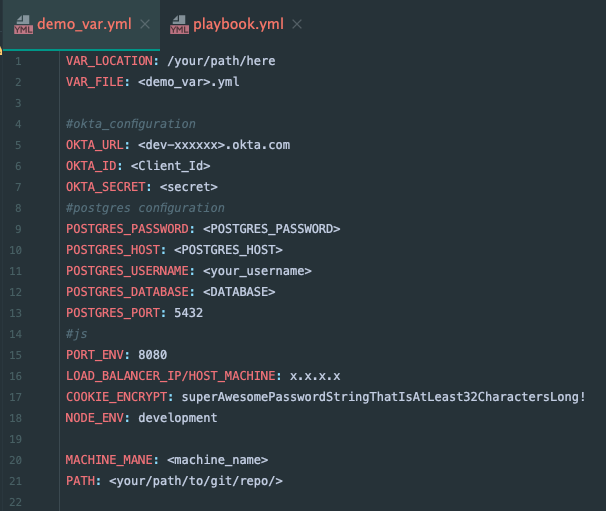 demo_var.yml × playbook.yml ×
1 VAR_LOCATION: /your/path/here
2 VAR_FILE: <demo_var>.yml
3
4 #okta_configuration
5 OKTA_URL: <dev-xxxxxx>.okta.com
6 OKTA_ID: <Client_Id>
7 OKTA_SECRET: <secret>
8 #postgres configuration
9 POSTGRES_PASSWORD: <POSTGRES_PASSWORD>
10 POSTGRES_HOST: <POSTGRES_HOST>
11 POSTGRES_USERNAME: <your_username>
12 POSTGRES_DATABASE: <DATABASE>
13 POSTGRES_PORT: 5432
14 #js
15 PORT_ENV: 8080
16 LOAD_BALANCER_IP/HOST_MACHINE: x.x.x.x
17 COOKIE_ENCRYPT: superAwesomePasswordStringThatIsAtLeast32CharactersLong!
18 NODE_ENV: development
19
20 MACHINE_MANE: <machine_name>
21 PATH: <your/path/to/git/repo/>
22